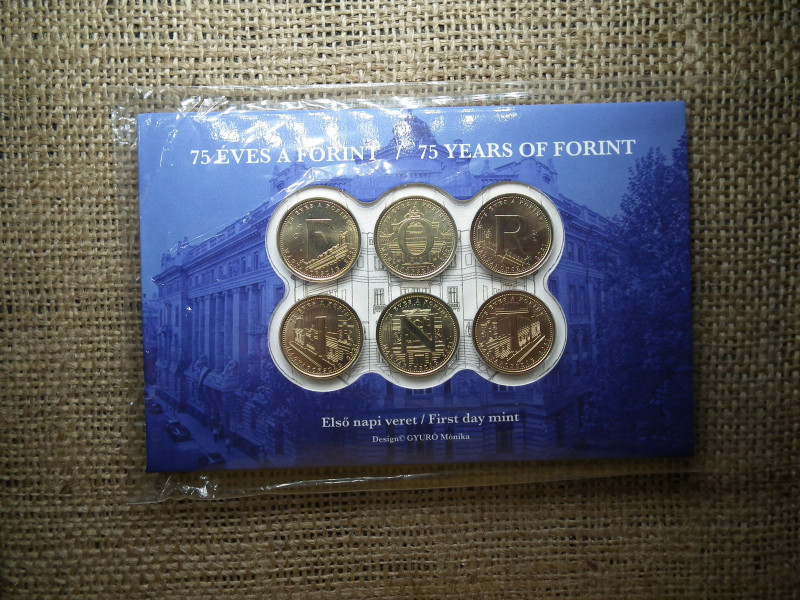 75 ÉVES A FORINT / 75 YEARS OF FORINT
F
O
R
I
N
T
Első napi veret / First day mint
Design© GYURÓ Mónika